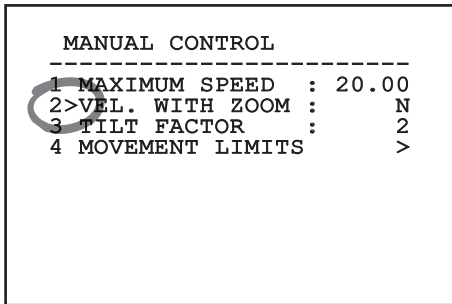 MANUAL CONTROL
-------------------------
1 MAXIMUM SPEED : 20.00
2>VEL. WITH ZOOM : N
3 TILT FACTOR : 2
4 MOVEMENT LIMITS >